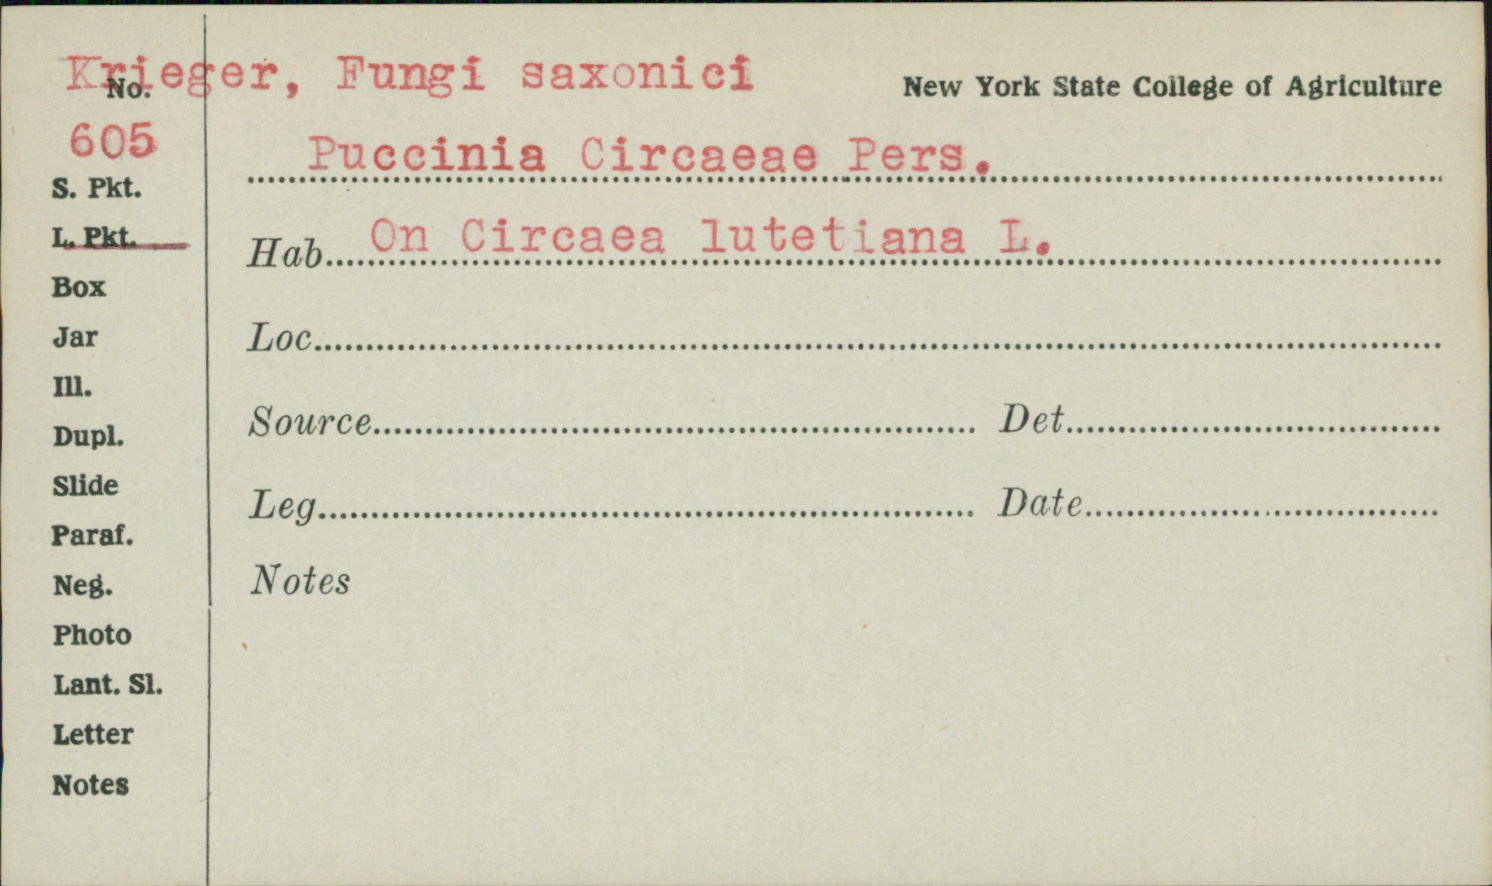 Krieger, Fungi saxonici
No.
New York State College of Agriculture
605
Puccinia Circaeae Pers.
S. Pkt.
L. Pkt.
Hab. On Circaea lutetiana L.
Box
Jar
Loc.
Ill.
Dupl.
Source Det.
Slide
Leg. Date
Paraf.
Neg.
Notes
Photo
Lant. Sl.
Letter
Notes